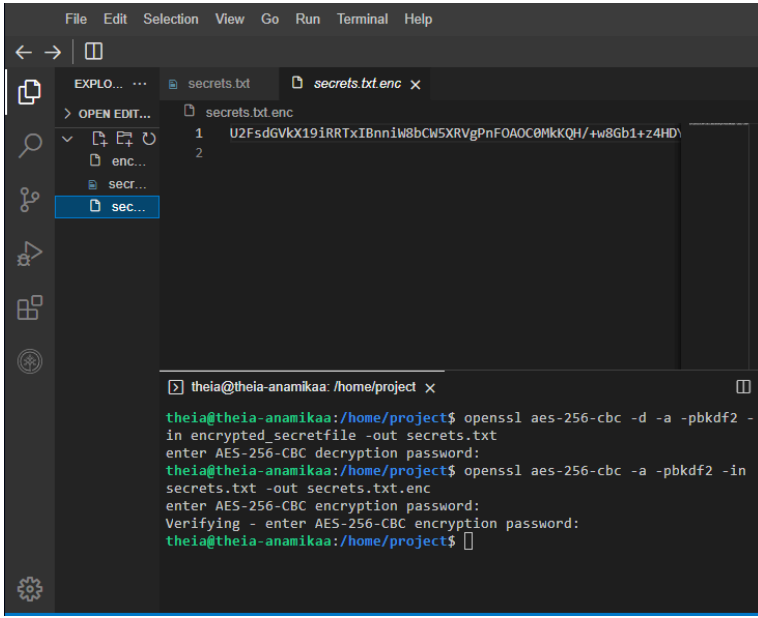 File Edit Selection View Go Run Terminal Help
EXPLO... ···
secrets.txt
secrets.txt.enc ×
> OPEN EDIT...
secrets.txt.enc
enc...
secr...
sec...
1 U2FsdGVkX19iRRTxIBnniW8bCW5XRVgPnFOAOC0MkKQH/+w8Gb1+z4HDY
2
theia@theia-anamikaa: /home/project ×
theia@theia-anamikaa:/home/project$ openssl aes-256-cbc -d -a -pbkdf2 -
in encrypted_secretfile -out secrets.txt
enter AES-256-CBC decryption password:
theia@theia-anamikaa:/home/project$ openssl aes-256-cbc -a -pbkdf2 -in
secrets.txt -out secrets.txt.enc
enter AES-256-CBC encryption password:
Verifying - enter AES-256-CBC encryption password:
theia@theia-anamikaa:/home/project$